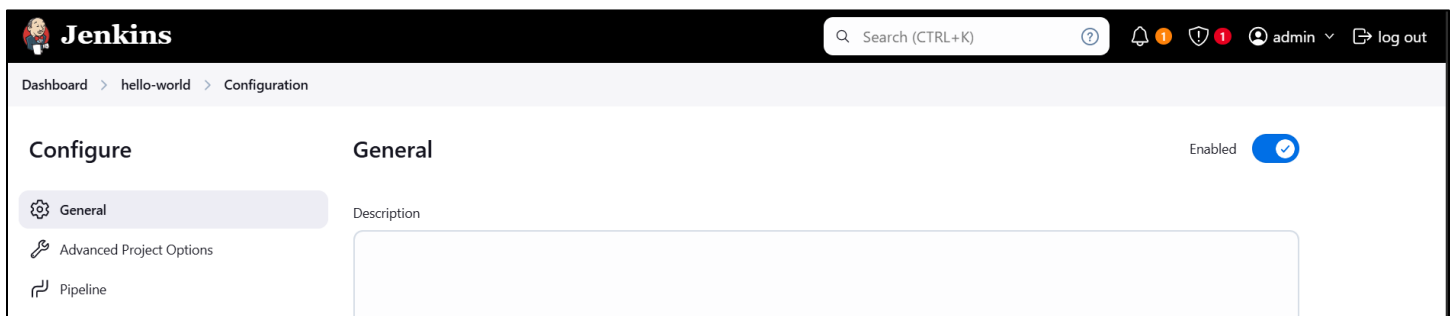 Jenkins
Search (CTRL+K)
?
1
1
admin
log out
Dashboard > hello-world > Configuration
Configure
General
Enabled
General
Description
Advanced Project Options
Pipeline